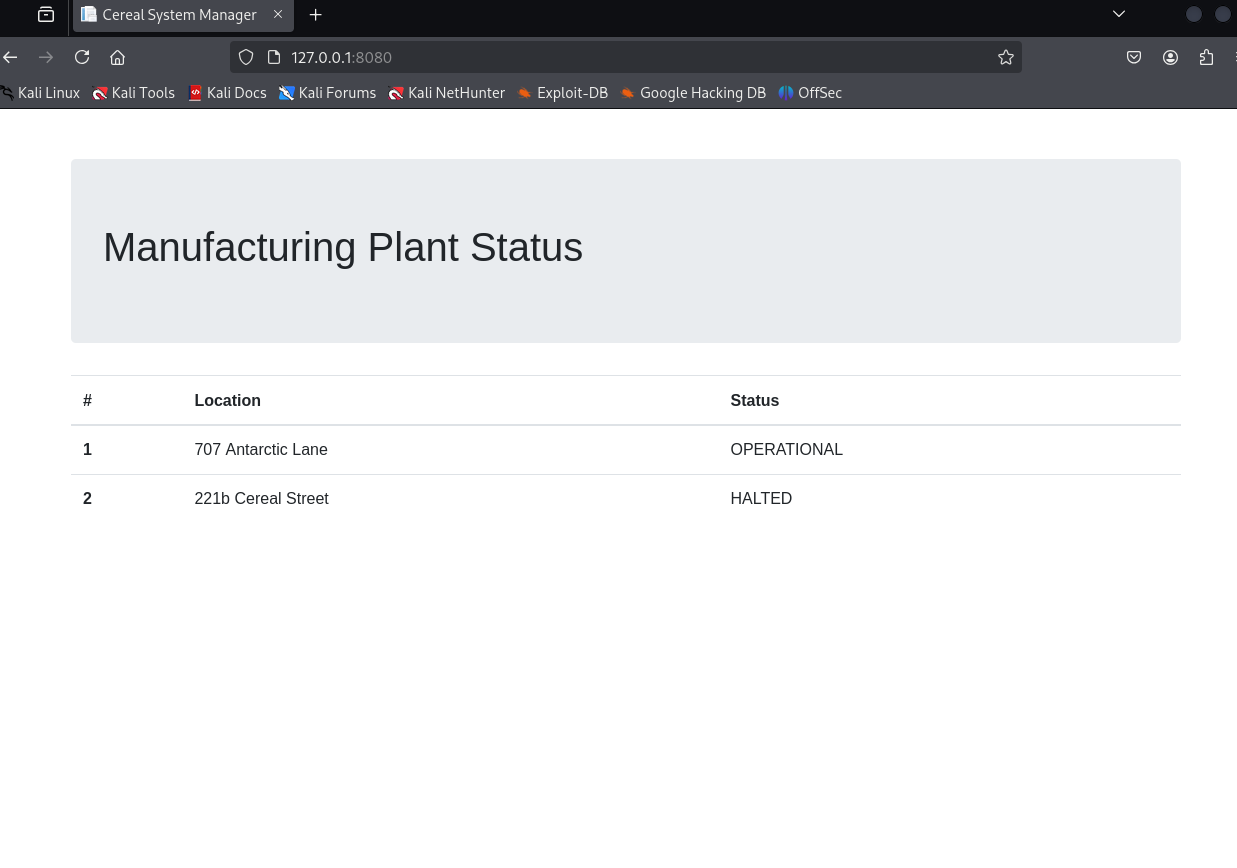 Cereal System Manager
127.0.0.1:8080
Kali Linux Kali Tools Kali Docs Kali Forums Kali NetHunter Exploit-DB Google Hacking DB OffSec
Manufacturing Plant Status
# Location Status
1 707 Antarctic Lane OPERATIONAL
2 221b Cereal Street HALTED